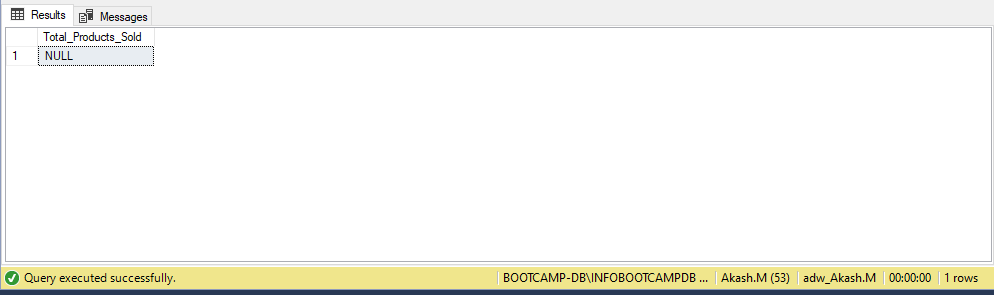 Results Messages
Total_Products_Sold
1 NULL
Query executed successfully. BOOTCAMP-DB\INFOBOOTCAMPDB ... Akash.M (53) adw_Akash.M 00:00:00 1 rows